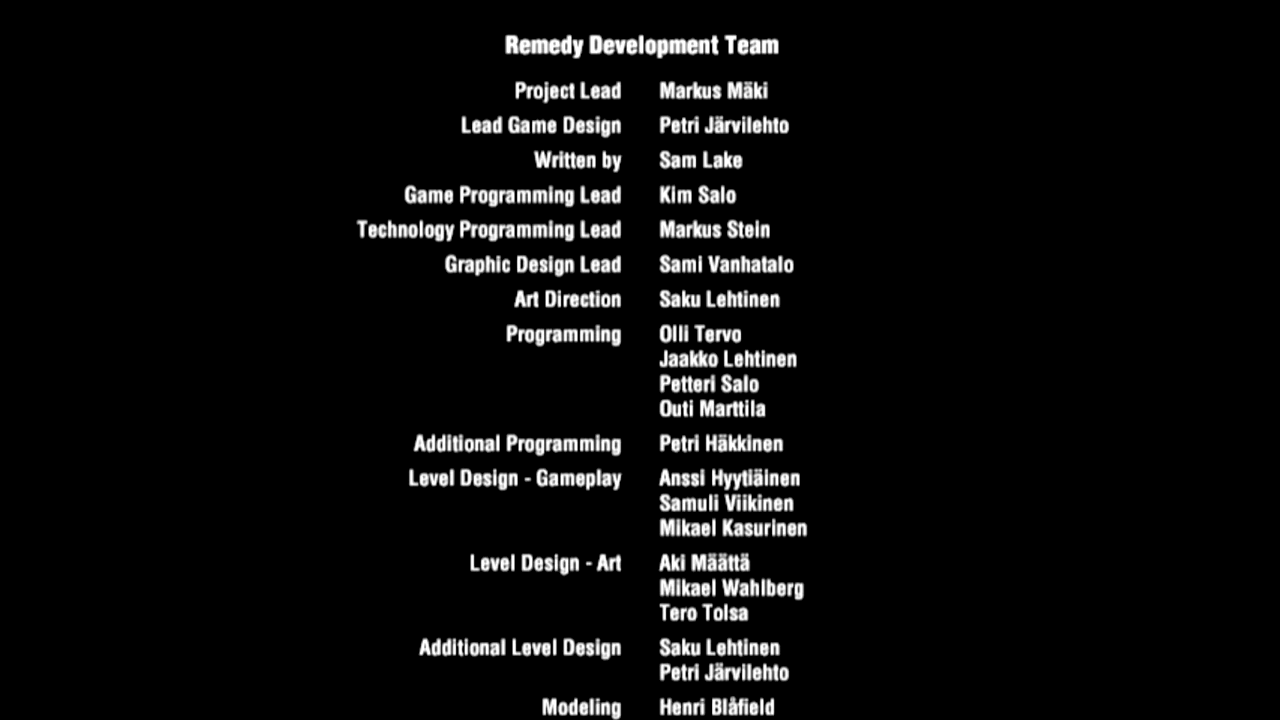 Remedy Development Team
Project Lead Markus Mäki
Lead Game Design Petri Järvilehto
Written by Sam Lake
Game Programming Lead Kim Salo
Technology Programming Lead Markus Stein
Graphic Design Lead Sami Vanhatalo
Art Direction Saku Lehtinen
Programming Olli Tervo
Jaakko Lehtinen
Petteri Salo
Outi Marttila
Additional Programming Petri Häkkinen
Level Design - Gameplay Anssi Hyytiäinen
Samuli Viikinen
Mikael Kasurinen
Level Design - Art Aki Määttä
Mikael Wahlberg
Tero Tolsa
Additional Level Design Saku Lehtinen
Petri Järvilehto
Modeling Henri Blåfield